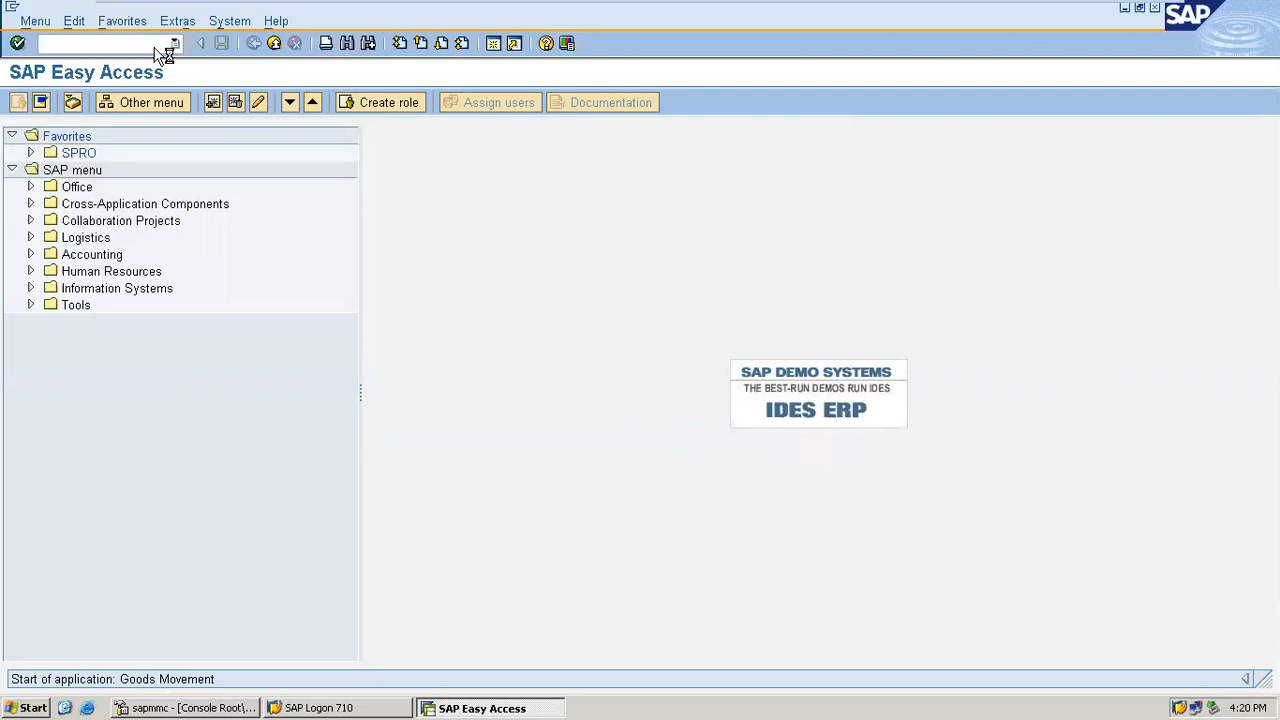 Menu Edit Favorites Extras System Help
SAP
SAP Easy Access
Other menu Create role Assign users Documentation
Favorites
SPRO
SAP menu
Office
Cross-Application Components
Collaboration Projects
Logistics
Accounting
Human Resources
Information Systems
Tools
SAP DEMO SYSTEMS
THE BEST-RUN DEMOS RUN IDES
IDES ERP
Start of application: Goods Movement
Start sapmmc - [Console Root\... SAP Logon 710 SAP Easy Access 4:20 PM